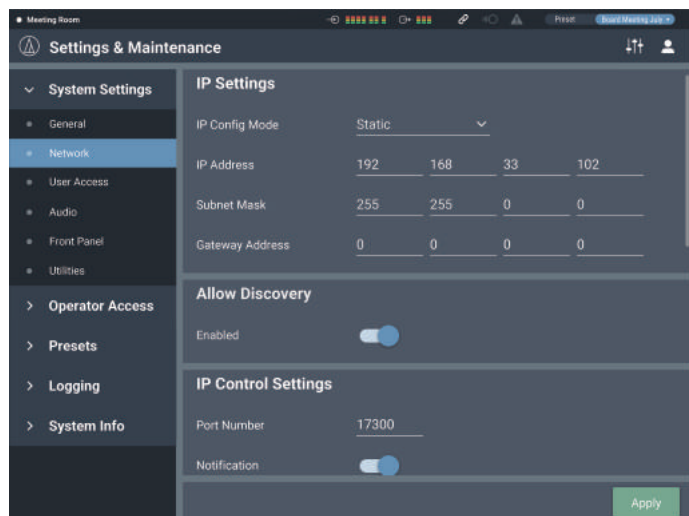 Meeting Room
Preset
Board Meeting July
Settings & Maintenance
System Settings
General
Network
User Access
Audio
Front Panel
Utilities
Operator Access
Presets
Logging
System Info
IP Settings
IP Config Mode Static
IP Address 192 168 33 102
Subnet Mask 255 255 0 0
Gateway Address 0 0 0 0
Allow Discovery
Enabled
IP Control Settings
Port Number 17300
Notification
Apply